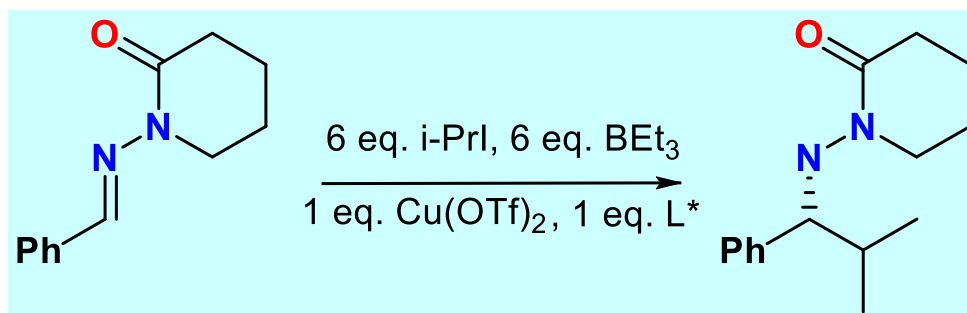 O
N
N
Ph
6 eq. i-PrI, 6 eq. BEt₃
1 eq. Cu(OTf)₂, 1 eq. L*
O
N
N
Ph